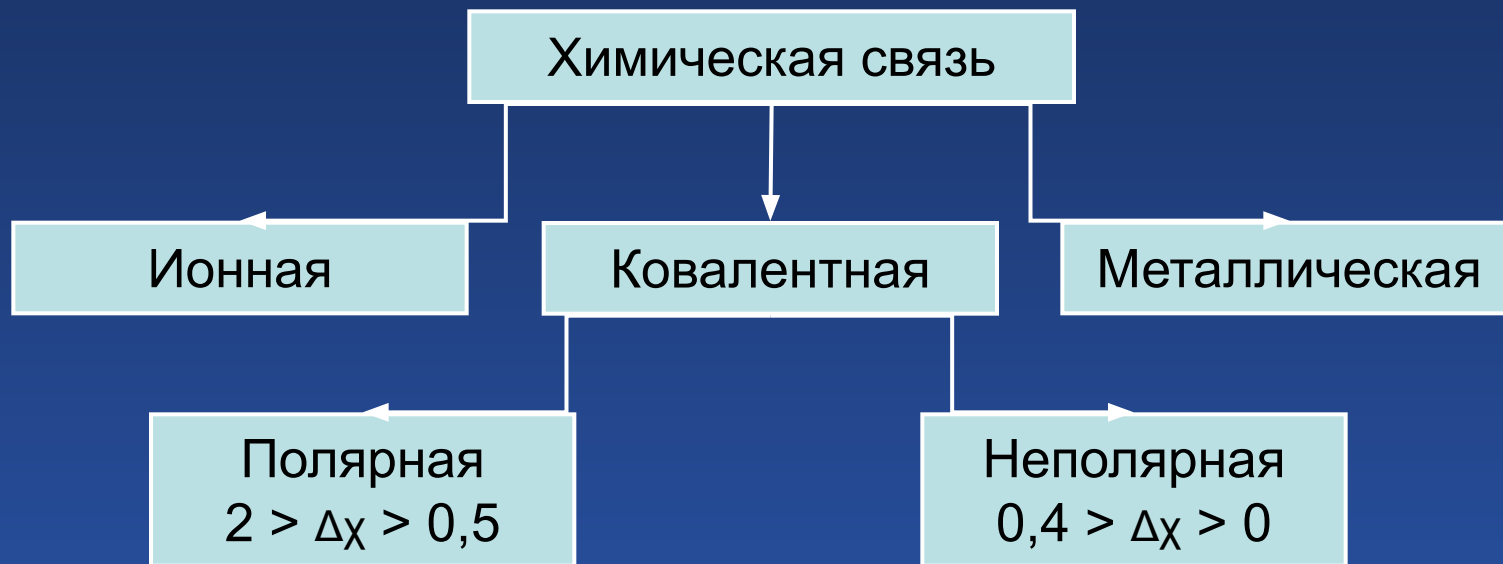 Химическая связь
Ионная
Ковалентная
Металлическая
Полярная
2 > Δχ > 0,5
Неполярная
0,4 > Δχ > 0